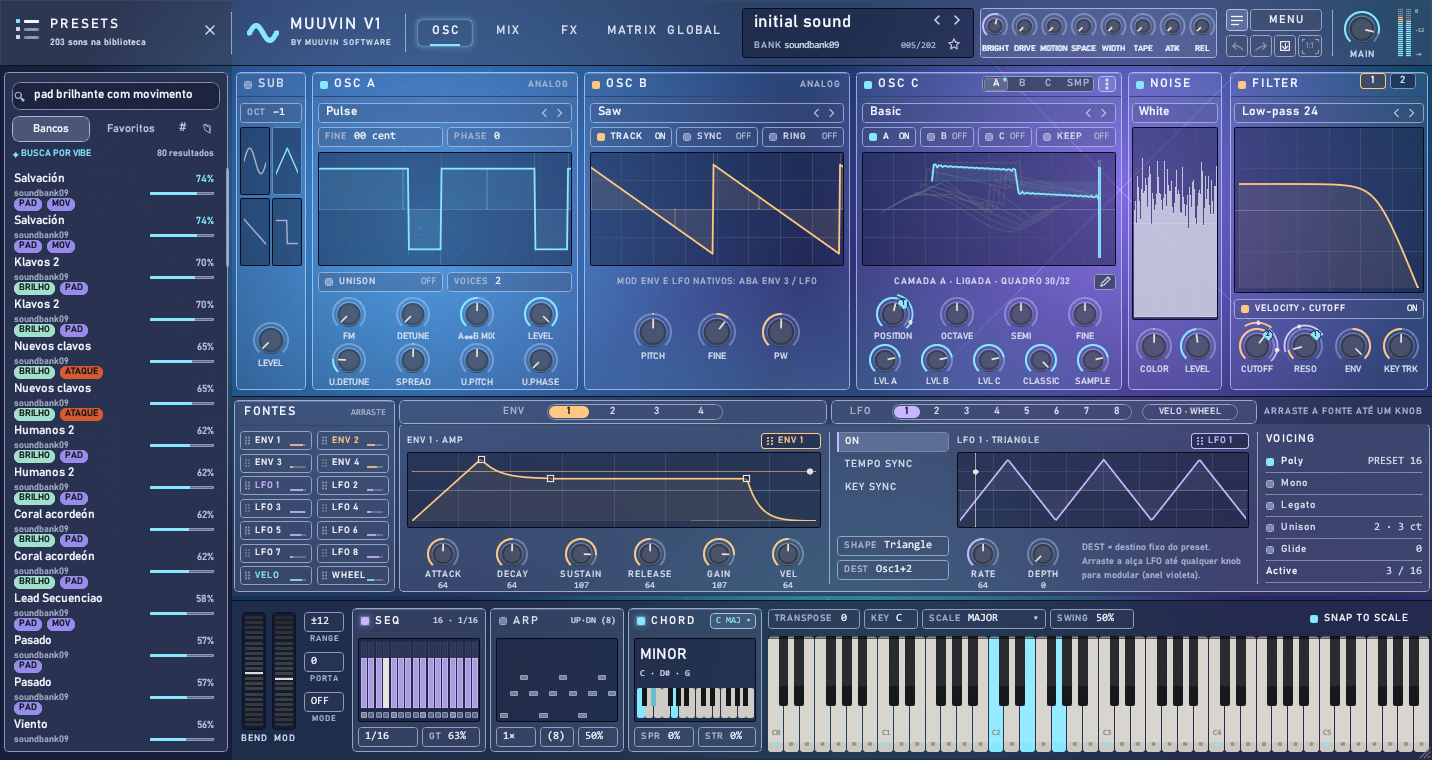 PRESETS
203 sons na biblioteca
MUUVIN V1
BY MUUVIN SOFTWARE
OSC MIX FX MATRIX GLOBAL
initial sound
BANK soundbank09 005/202
BRIGHT DRIVE MOTION SPACE WIDTH TAPE ATK REL
MENU
1:1
MAIN
0
-12
-∞
pad brilhante com movimento
Bancos Favoritos #
BUSCA POR VIBE 80 resultados
Salvación 74%
soundbank09
PAD MOV
Salvación 74%
soundbank09
PAD MOV
Klavos 2 70%
soundbank09
BRILHO PAD
Klavos 2 70%
soundbank09
BRILHO PAD
Nuevos clavos 65%
soundbank09
BRILHO ATAQUE
Nuevos clavos 65%
soundbank09
BRILHO ATAQUE
Humanos 2 62%
soundbank09
BRILHO PAD
Humanos 2 62%
soundbank09
BRILHO PAD
Coral acordeón 62%
soundbank09
BRILHO PAD
Coral acordeón 62%
soundbank09
BRILHO PAD
Lead Secuenciao 58%
soundbank09
PAD MOV
Pasado 57%
soundbank09
PAD
Pasado 57%
soundbank09
PAD
Viento 56%
soundbank09
SUB
OCT -1
LEVEL
OSC A ANALOG
Pulse
FINE 00 cent PHASE 0
UNISON OFF VOICES 2
FM DETUNE A↔B MIX LEVEL
U.DETUNE SPREAD U.PITCH U.PHASE
OSC B ANALOG
Saw
TRACK ON SYNC OFF RING OFF
MOD ENV E LFO NATIVOS: ABA ENV 3 / LFO
PITCH FINE PW
OSC C A B C SMP
Basic
A ON B OFF C OFF KEEP OFF
CAMADA A · LIGADA · QUADRO 30/32
POSITION OCTAVE SEMI FINE
LVL A LVL B LVL C CLASSIC SAMPLE
NOISE
White
COLOR LEVEL
FILTER 1 2
Low-pass 24
VELOCITY › CUTOFF ON
CUTOFF RESO ENV KEY TRK
FONTES ARRASTE
ENV 1 ENV 2
ENV 3 ENV 4
LFO 1 LFO 2
LFO 3 LFO 4
LFO 5 LFO 6
LFO 7 LFO 8
VELO WHEEL
ENV 1 2 3 4
ENV 1 · AMP ENV 1
ATTACK DECAY SUSTAIN RELEASE GAIN VEL
64 64 107 64 107 64
LFO 1 2 3 4 5 6 7 8 VELO · WHEEL ARRASTE A FONTE ATÉ UM KNOB
ON
TEMPO SYNC
KEY SYNC
SHAPE Triangle
DEST Osc1+2
LFO 1 · TRIANGLE LFO 1
RATE DEPTH
64 0
DEST = destino fixo do preset.
Arraste a alça LFO até qualquer knob
para modular (anel violeta).
VOICING
Poly PRESET 16
Mono
Legato
Unison 2 · 3 ct
Glide 0
Active 3 / 16
BEND MOD
±12
RANGE
0
PORTA
OFF
MODE
SEQ 16 · 1/16
1/16 GT 63%
ARP UP·DN (8)
1× (8) 50%
CHORD C MAJ
MINOR
C · D# · G
SPR 0% STR 0%
TRANSPOSE 0 KEY C SCALE MAJOR SWING 50% SNAP TO SCALE
C0 C1 C2 C3 C4 C5